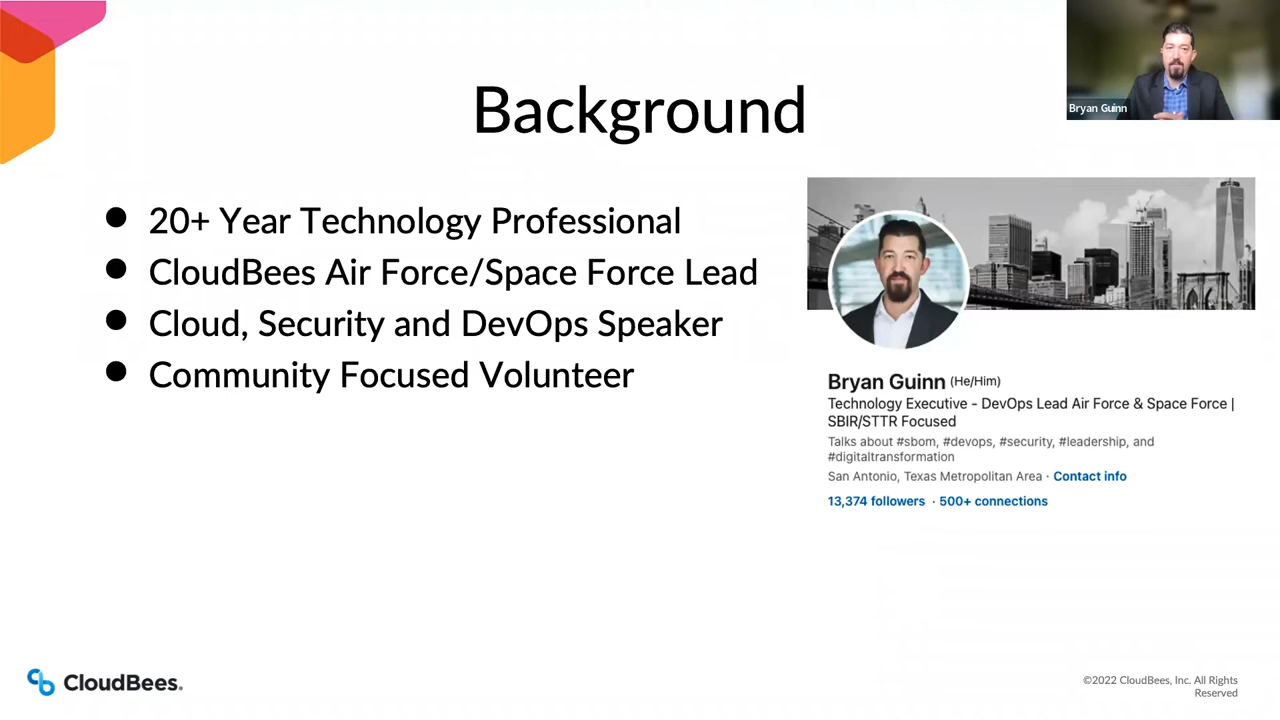 Background
Bryan Guinn
● 20+ Year Technology Professional
● CloudBees Air Force/Space Force Lead
● Cloud, Security and DevOps Speaker
● Community Focused Volunteer
Bryan Guinn (He/Him)
Technology Executive - DevOps Lead Air Force & Space Force |
SBIR/STTR Focused
Talks about #sbom, #devops, #security, #leadership, and
#digitaltransformation
San Antonio, Texas Metropolitan Area · Contact info
13,374 followers · 500+ connections
CloudBees.
©2022 CloudBees, Inc. All Rights
Reserved